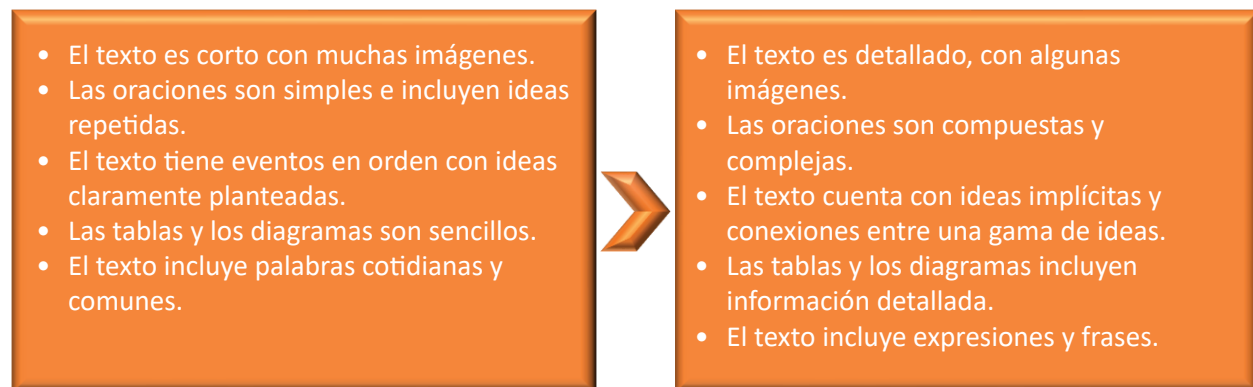 • El texto es corto con muchas imágenes.
• Las oraciones son simples e incluyen ideas
repetidas.
• El texto tiene eventos en orden con ideas
claramente planteadas.
• Las tablas y los diagramas son sencillos.
• El texto incluye palabras cotidianas y
comunes.
• El texto es detallado, con algunas
imágenes.
• Las oraciones son compuestas y
complejas.
• El texto cuenta con ideas implícitas y
conexiones entre una gama de ideas.
• Las tablas y los diagramas incluyen
información detallada.
• El texto incluye expresiones y frases.